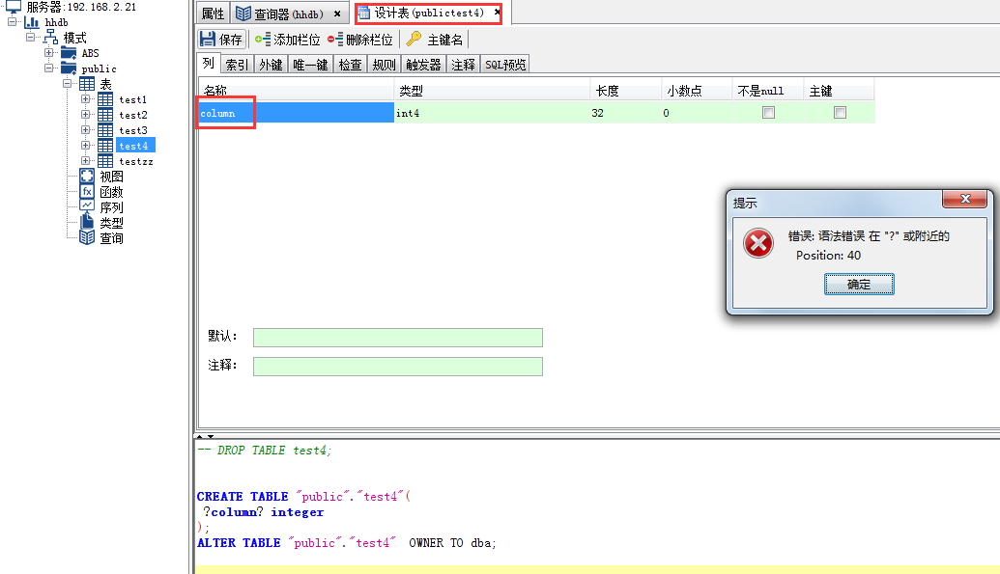 服务器:192.168.2.21
hhdb
模式
ABS
public
表
test1
test2
test3
test4
testzz
视图
函数
序列
类型
查询
属性
查询器(hhdb)
设计表(publictest4)
保存
添加栏位
删除栏位
主键名
列
索引
外键
唯一键
检查
规则
触发器
注释
SQL预览
名称
类型
长度
小数点
不是null
主键
column
int4
32
0
提示
错误: 语法错误 在 "?" 或附近的
Position: 40
确定
默认:
注释:
-- DROP TABLE test4;
CREATE TABLE "public"."test4"(
?column? integer
);
ALTER TABLE "public"."test4" OWNER TO dba;